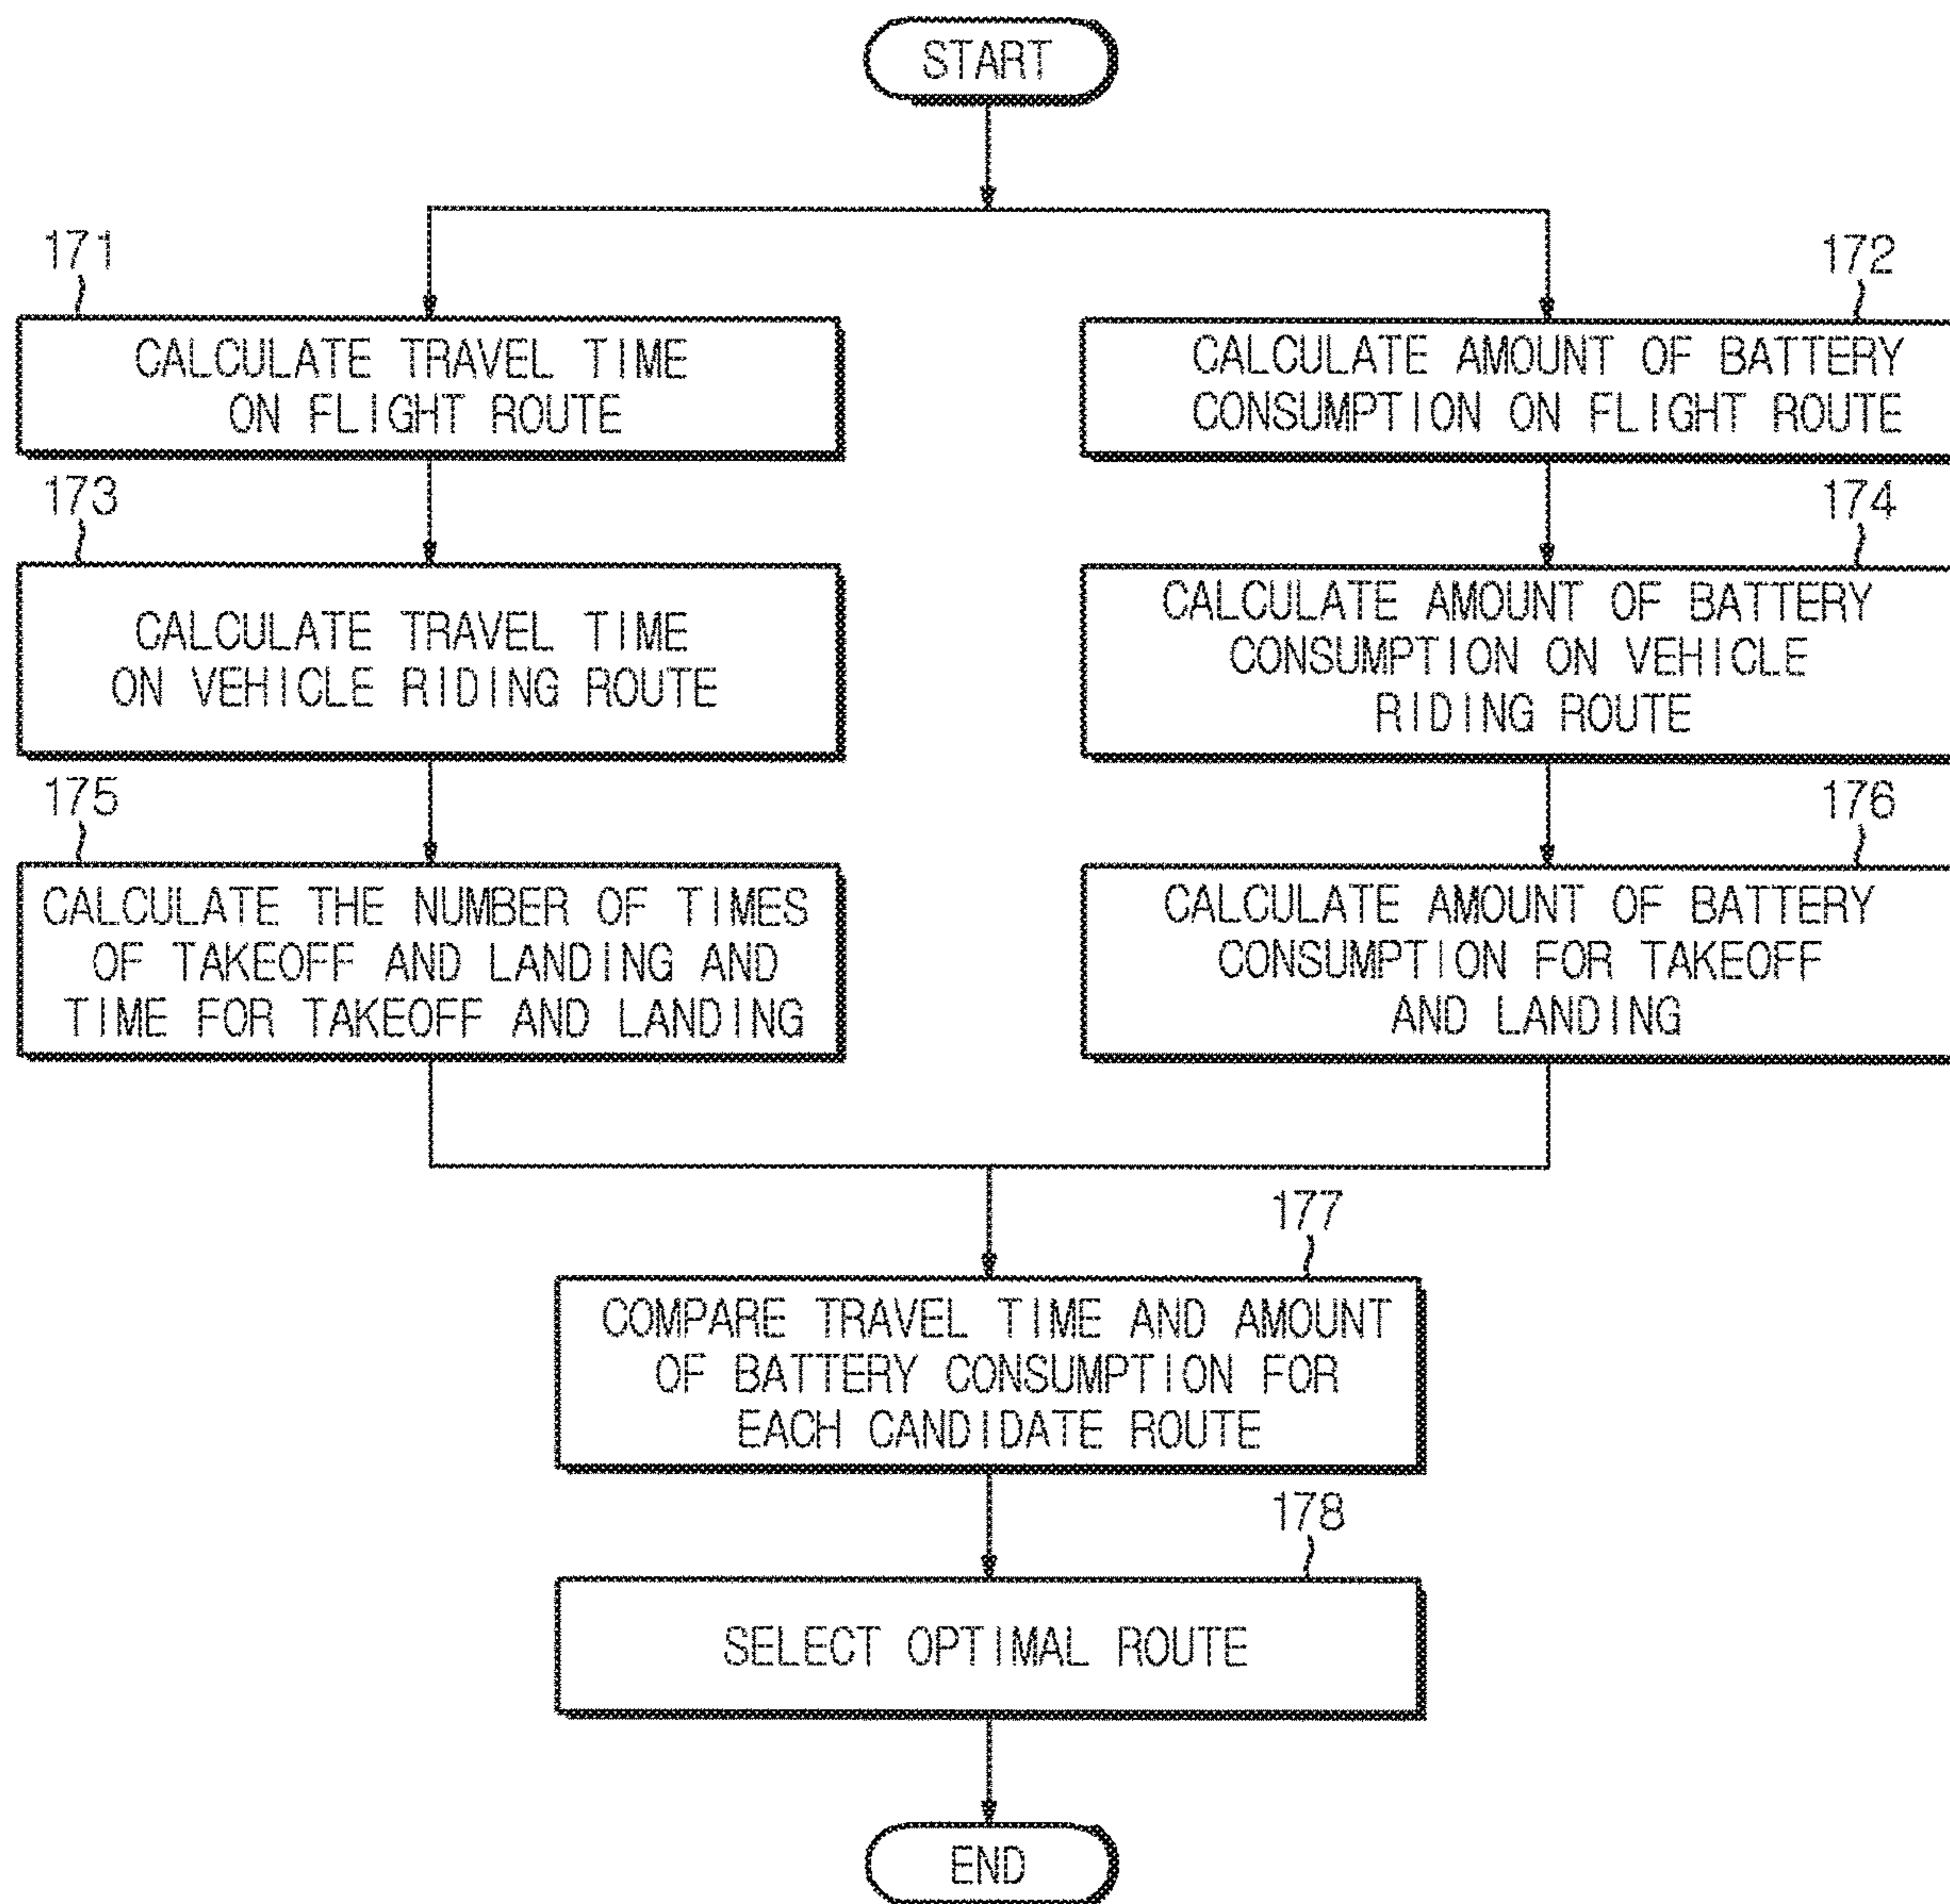 START
171
CALCULATE TRAVEL TIME
ON FLIGHT ROUTE
172
CALCULATE AMOUNT OF BATTERY
CONSUMPTION ON FLIGHT ROUTE
173
CALCULATE TRAVEL TIME
ON VEHICLE RIDING ROUTE
174
CALCULATE AMOUNT OF BATTERY
CONSUMPTION ON VEHICLE
RIDING ROUTE
175
CALCULATE THE NUMBER OF TIMES
OF TAKEOFF AND LANDING AND
TIME FOR TAKEOFF AND LANDING
176
CALCULATE AMOUNT OF BATTERY
CONSUMPTION FOR TAKEOFF
AND LANDING
177
COMPARE TRAVEL TIME AND AMOUNT
OF BATTERY CONSUMPTION FOR
EACH CANDIDATE ROUTE
178
SELECT OPTIMAL ROUTE
END